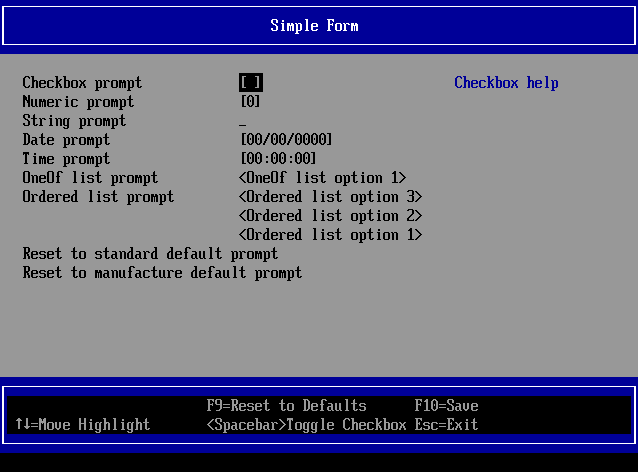 Simple Form
Checkbox prompt [ ] Checkbox help
Numeric prompt [0]
String prompt _
Date prompt [00/00/0000]
Time prompt [00:00:00]
OneOf list prompt <OneOf list option 1>
Ordered list prompt <Ordered list option 3>
<Ordered list option 2>
<Ordered list option 1>
Reset to standard default prompt
Reset to manufacture default prompt
F9=Reset to Defaults F10=Save
↑↓=Move Highlight <Spacebar>Toggle Checkbox Esc=Exit